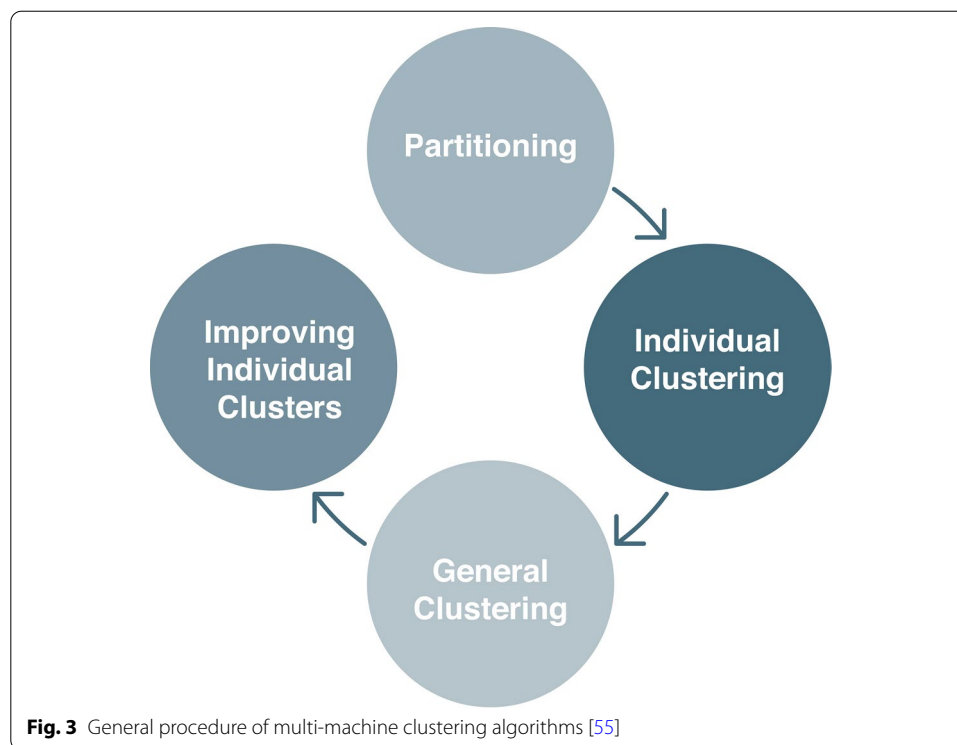 Partitioning
Individual
Clustering
General
Clustering
Improving
Individual
Clusters
Fig. 3 General procedure of multi-machine clustering algorithms [55]